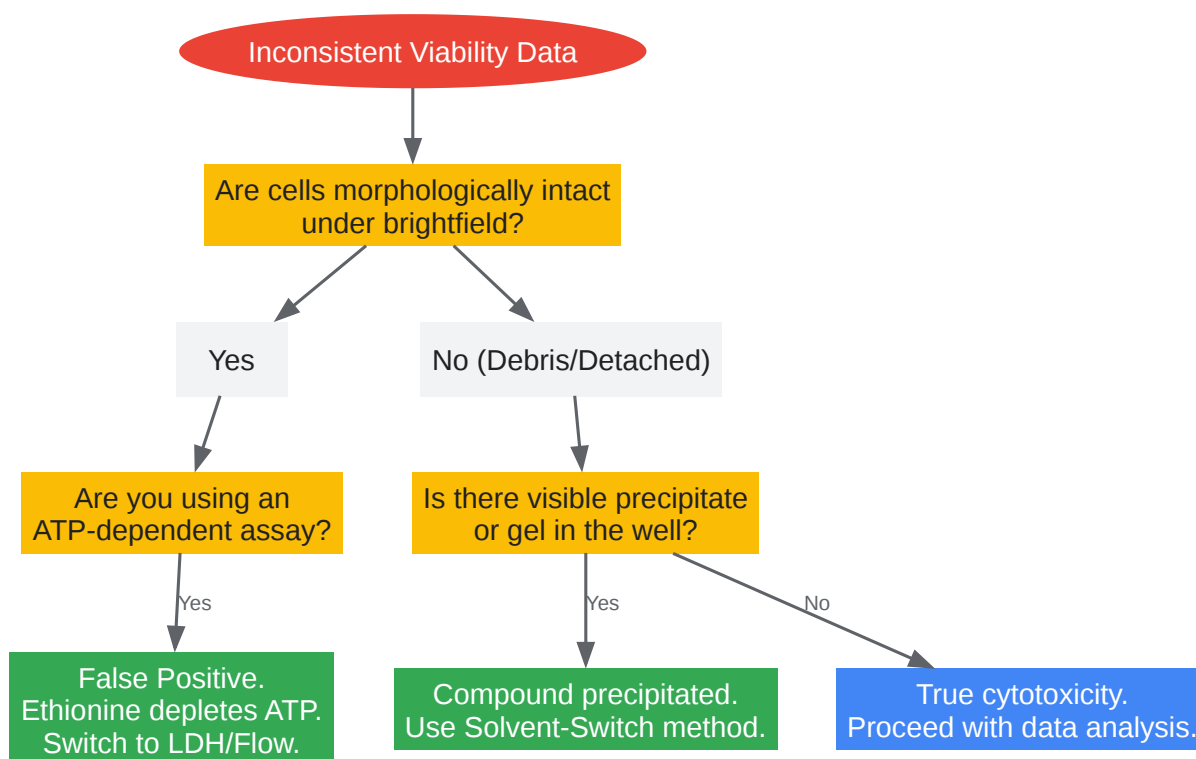 Inconsistent Viability Data
Are cells morphologically intact
under brightfield?
Yes
No (Debris/Detached)
Are you using an
ATP-dependent assay?
Is there visible precipitate
or gel in the well?
Yes
Yes
No
False Positive.
Ethionine depletes ATP.
Switch to LDH/Flow.
Compound precipitated.
Use Solvent-Switch method.
True cytotoxicity.
Proceed with data analysis.